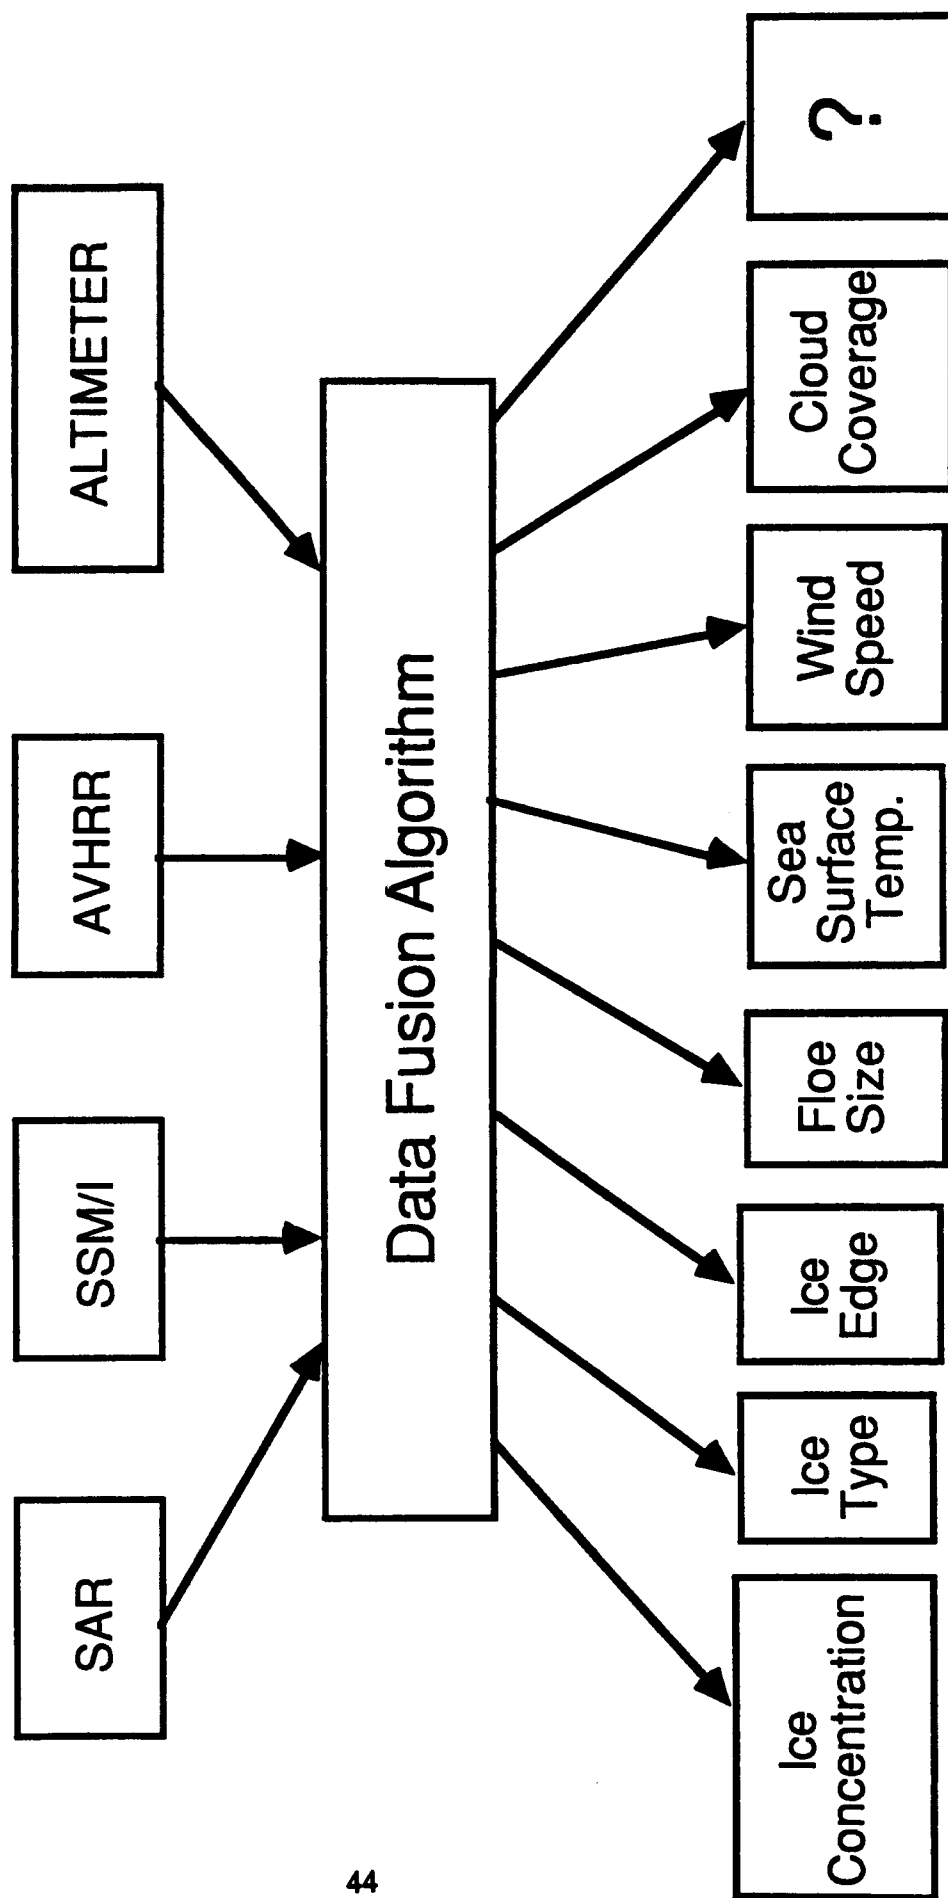 SAR
SSM/I
AVHRR
ALTIMETER
Data Fusion Algorithm
Ice
Concentration
Ice
Type
Ice
Edge
Floe
Size
Sea
Surface
Temp.
Wind
Speed
Cloud
Coverage
?
44